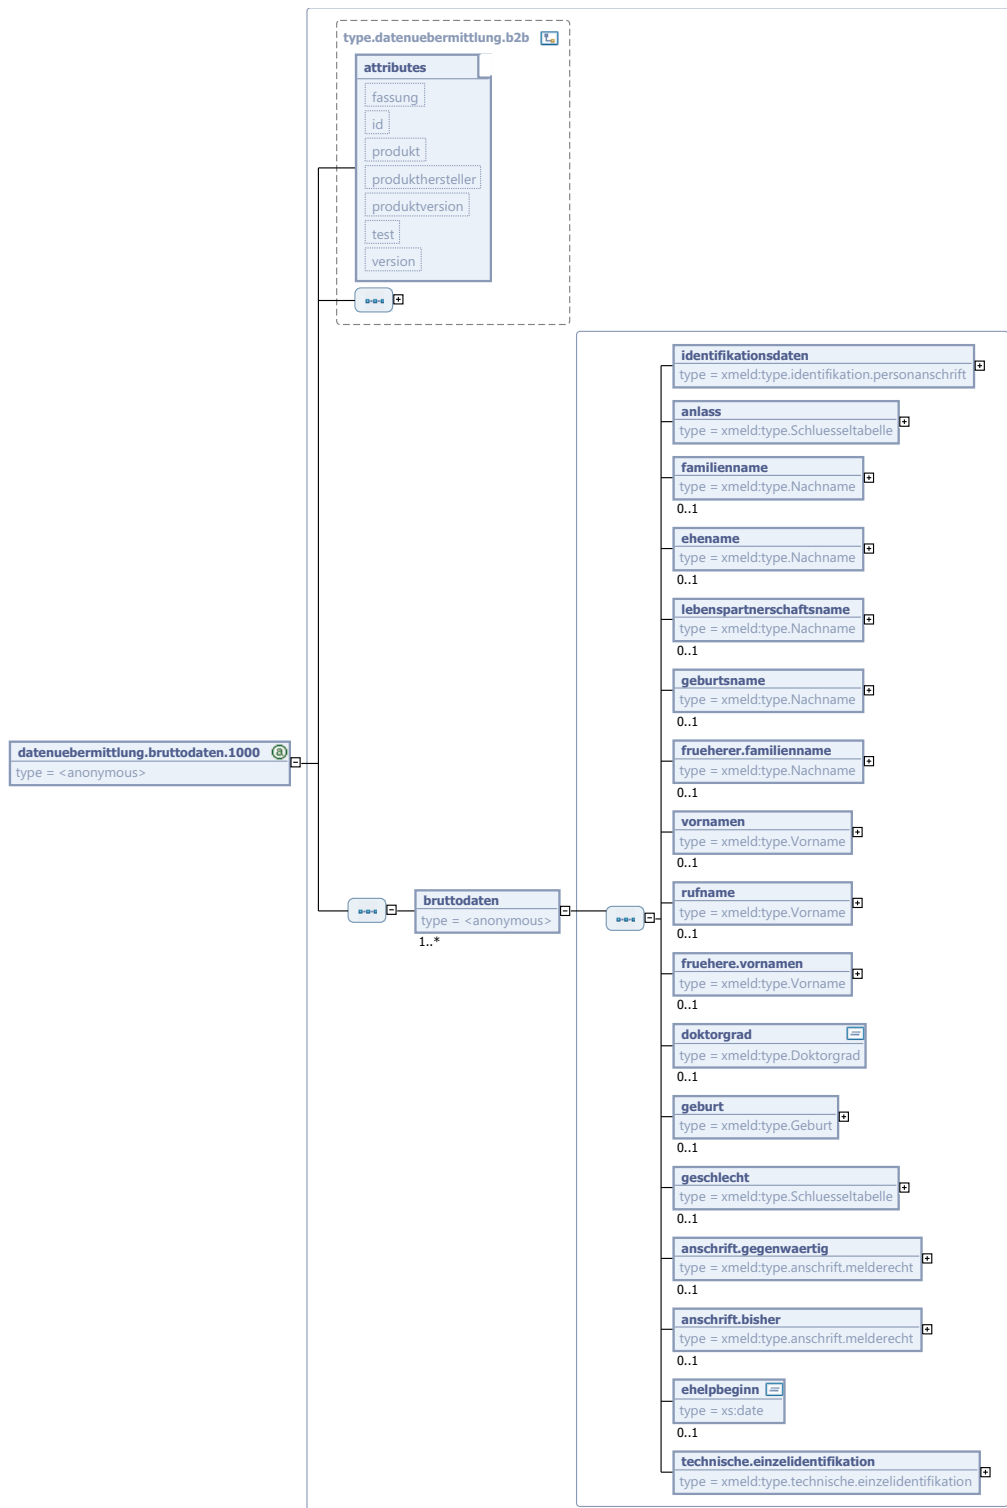 type.datenuebermittlung.b2b
attributes
fassung
id
produkt
produkthersteller
produktversion
test
version
identifikationsdaten
type = xmeld:type.identifikation.personanschrift
anlass
type = xmeld:type.Schluesseltabelle
familienname
type = xmeld:type.Nachname
0..1
ehename
type = xmeld:type.Nachname
0..1
lebenspartnerschaftsname
type = xmeld:type.Nachname
0..1
geburtsname
type = xmeld:type.Nachname
0..1
frueherer.familienname
type = xmeld:type.Nachname
0..1
datenuebermittlung.bruttodaten.1000 a
type = <anonymous>
vornamen
type = xmeld:type.Vorname
0..1
bruttodaten
type = <anonymous>
1..*
rufname
type = xmeld:type.Vorname
0..1
fruehere.vornamen
type = xmeld:type.Vorname
0..1
doktorgrad
type = xmeld:type.Doktorgrad
0..1
geburt
type = xmeld:type.Geburt
0..1
geschlecht
type = xmeld:type.Schluesseltabelle
0..1
anschrift.gegenwaertig
type = xmeld:type.anschrift.melderecht
0..1
anschrift.bisher
type = xmeld:type.anschrift.melderecht
0..1
ehelpbeginn
type = xs:date
0..1
technische.einzelidentifikation
type = xmeld:type.technische.einzelidentifikation